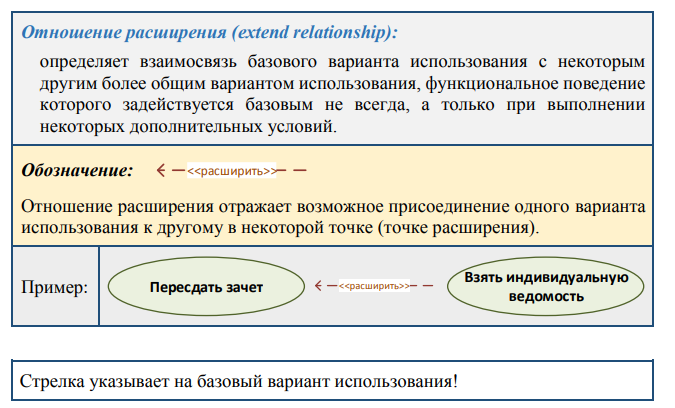 Отношение расширения (extend relationship):
определяет взаимосвязь базового варианта использования с некоторым
другим более общим вариантом использования, функциональное поведение
которого задействуется базовым не всегда, а только при выполнении
некоторых дополнительных условий.
Обозначение: <<расширить>>
Отношение расширения отражает возможное присоединение одного варианта
использования к другому в некоторой точке (точке расширения).
Пример:
Пересдать зачет
<<расширить>>
Взять индивидуальную
ведомость
Стрелка указывает на базовый вариант использования!